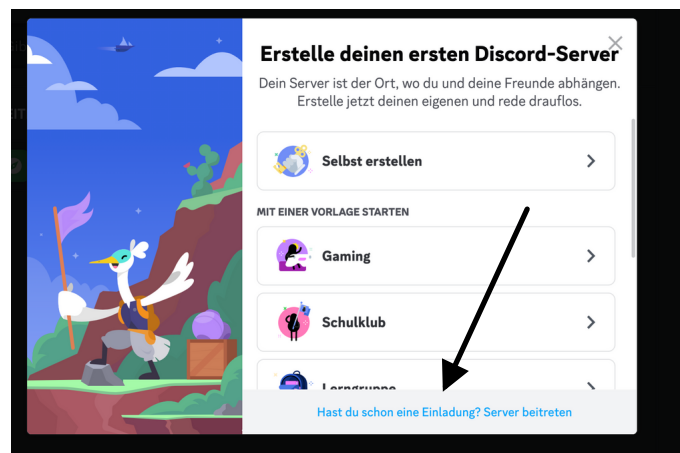 Erstelle deinen ersten Discord-Server
Dein Server ist der Ort, wo du und deine Freunde abhängen.
Erstelle jetzt deinen eigenen und rede drauflos.
Selbst erstellen
MIT EINER VORLAGE STARTEN
Gaming
Schulklub
Lerngruppe
Hast du schon eine Einladung? Server beitreten